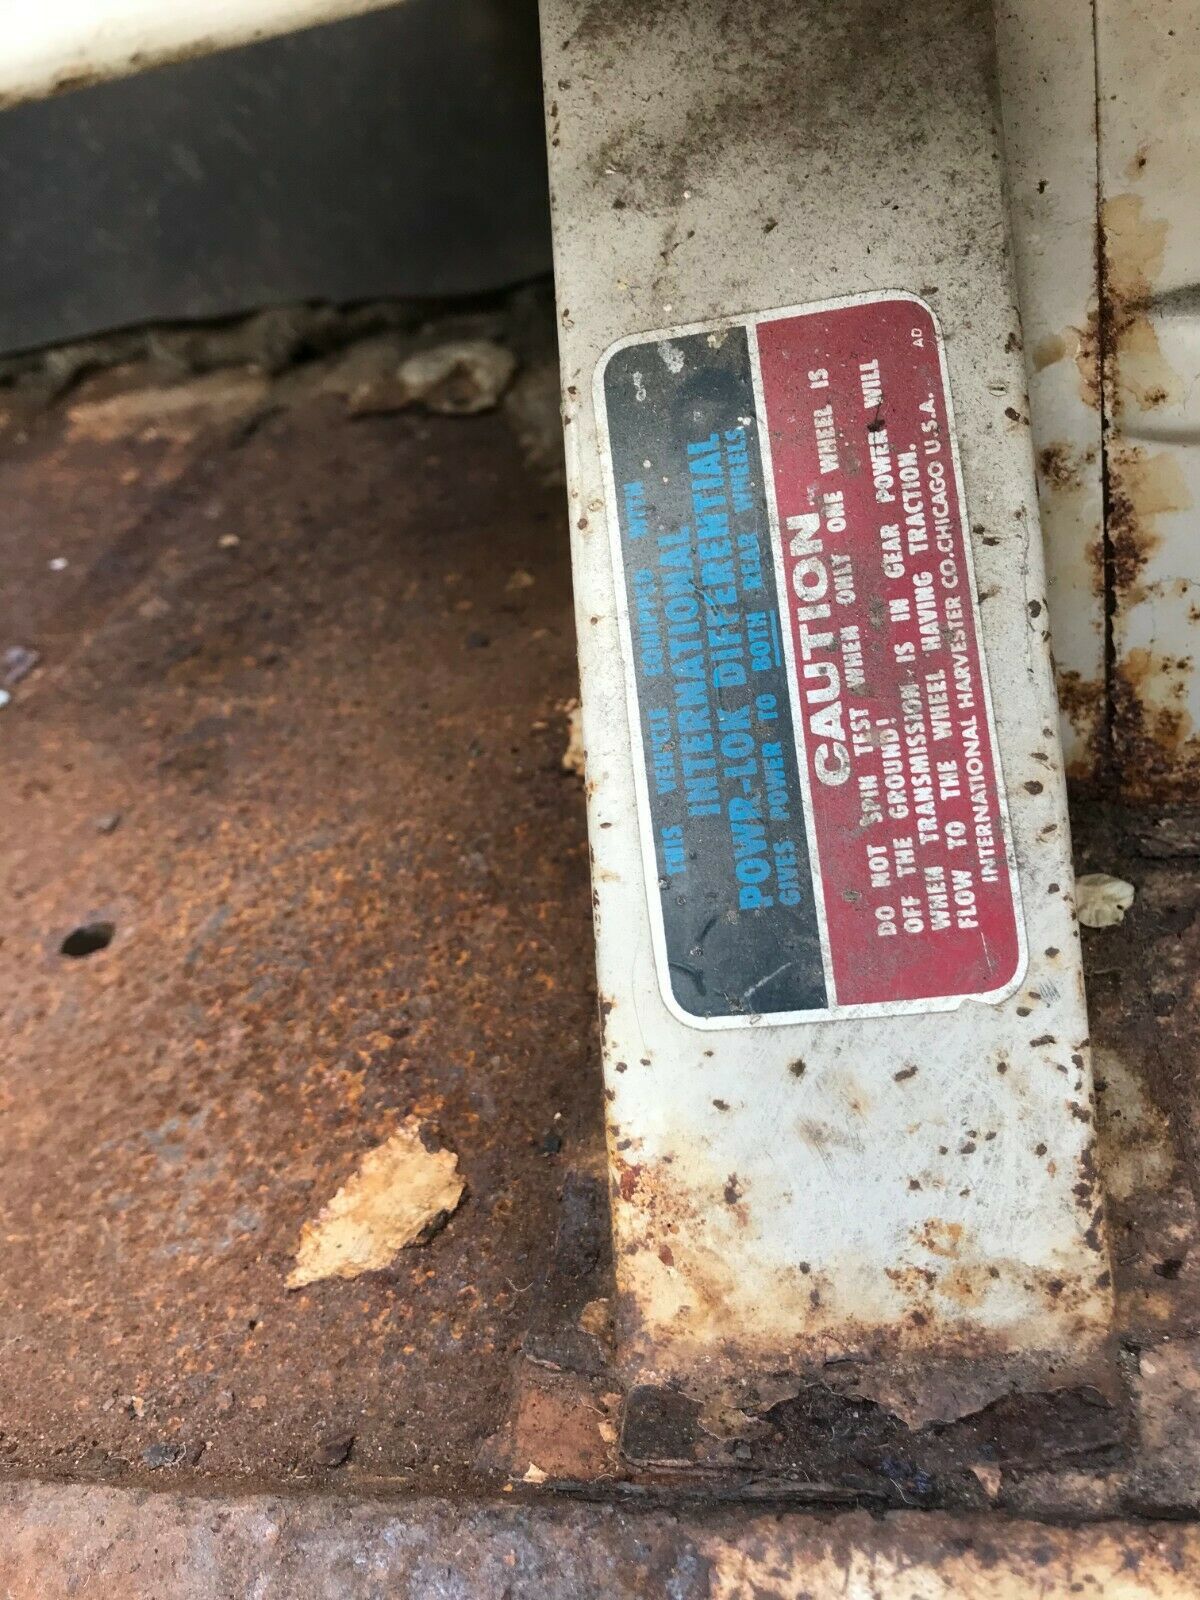 THIS VEHICLE EQUIPPED WITH
INTERNATIONAL
POWR-LOK DIFFERENTIAL
GIVES POWER TO BOTH REAR WHEELS.
CAUTION
DO NOT SPIN TEST WHEN ONLY ONE WHEEL IS
OFF THE GROUND!
WHEN TRANSMISSION IS IN GEAR POWER WILL
FLOW TO THE WHEEL HAVING TRACTION.
INTERNATIONAL HARVESTER CO. CHICAGO U.S.A. AD